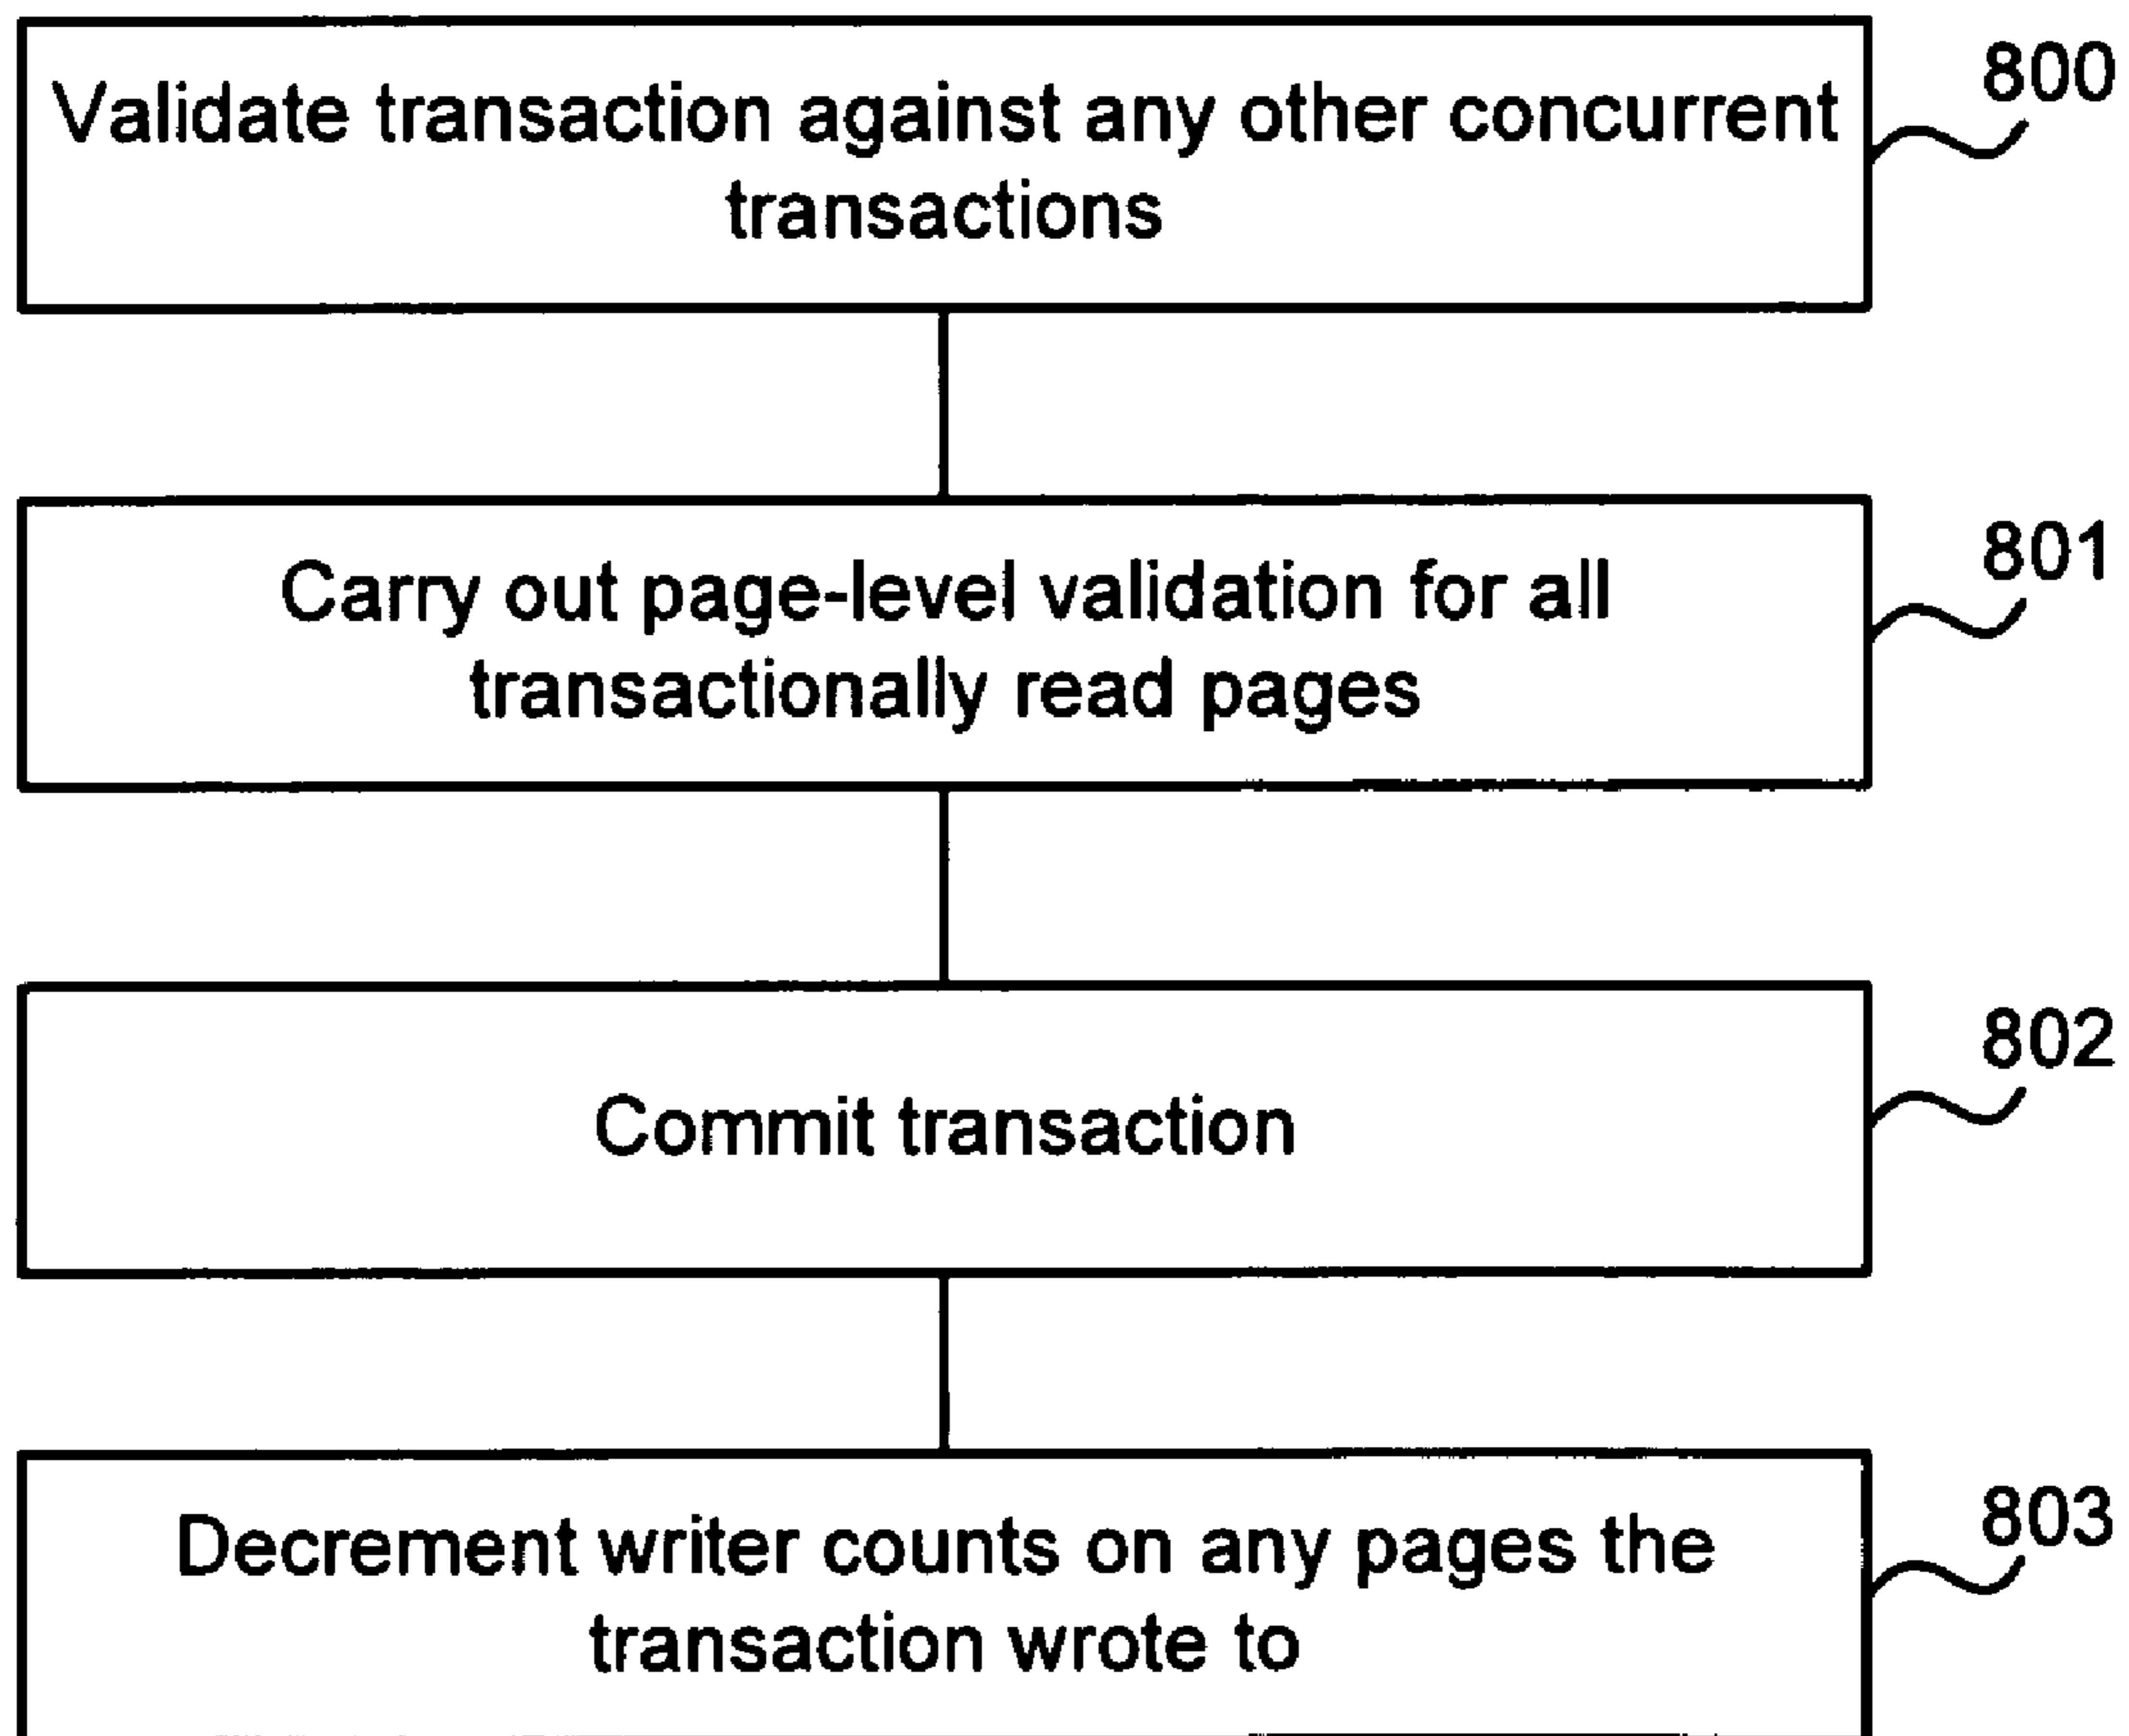 Validate transaction against any other concurrent
transactions
800
Carry out page-level validation for all
transactionally read pages
801
Commit transaction
802
Decrement writer counts on any pages the
transaction wrote to
803